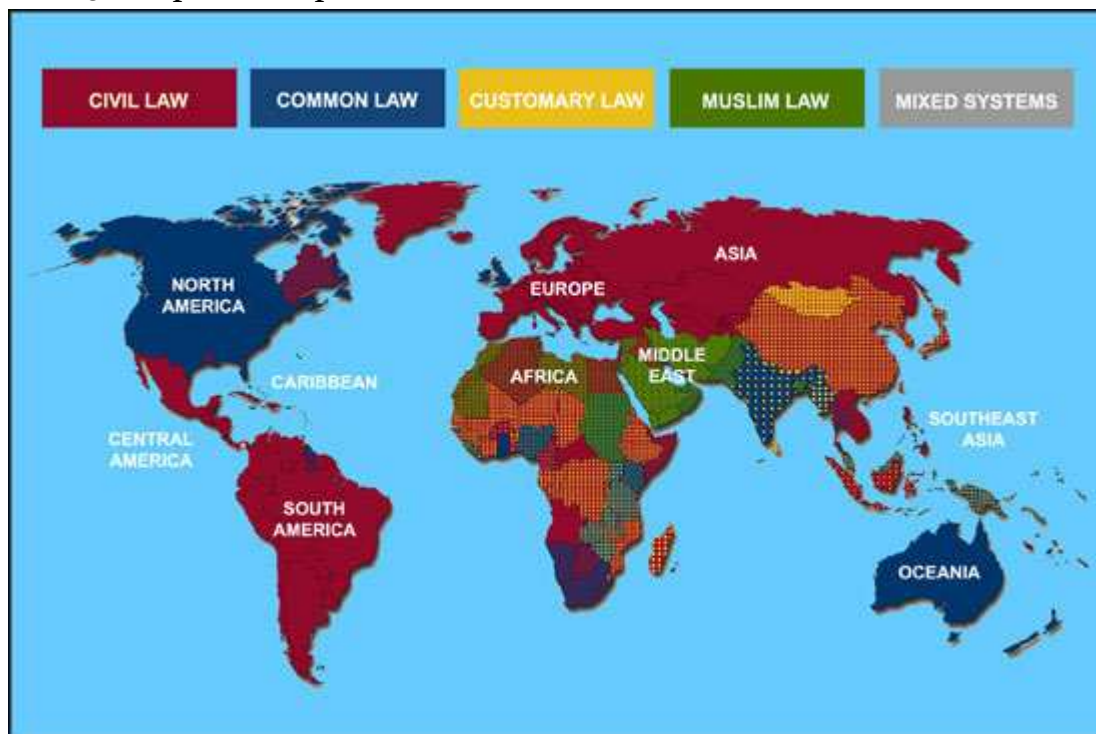 CIVIL LAW
COMMON LAW
CUSTOMARY LAW
MUSLIM LAW
MIXED SYSTEMS
NORTH
AMERICA
CARIBBEAN
CENTRAL
AMERICA
SOUTH
AMERICA
EUROPE
ASIA
AFRICA
MIDDLE
EAST
SOUTHEAST
ASIA
OCEANIA